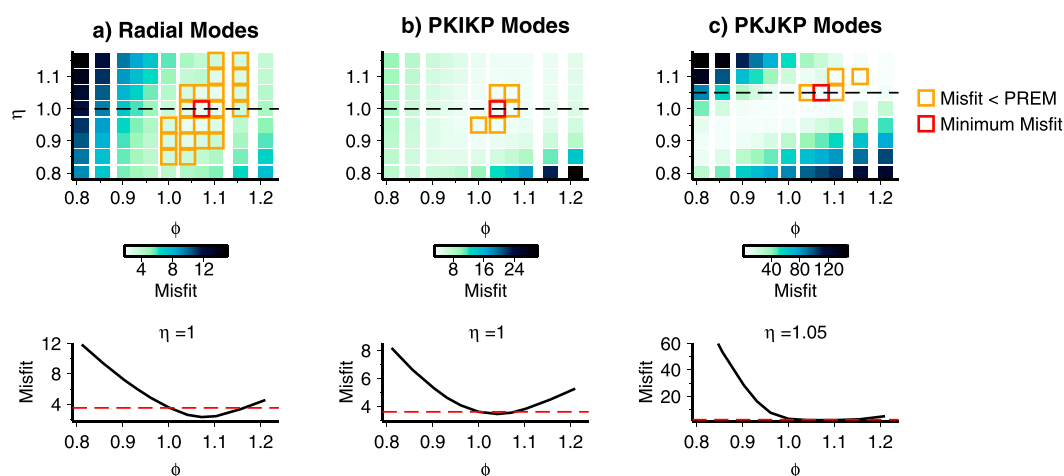 a) Radial Modes
b) PKIKP Modes
c) PKJKP Modes
η
1.1
1.0
0.9
0.8
0.8 0.9 1.0 1.1 1.2
ϕ
1.1
1.0
0.9
0.8
0.8 0.9 1.0 1.1 1.2
ϕ
1.1
1.0
0.9
0.8
0.8 0.9 1.0 1.1 1.2
ϕ
Misfit < PREM
Minimum Misfit
4 8 12
Misfit
8 16 24
Misfit
40 80 120
Misfit
η =1
Misfit
12
8
4
0.8 0.9 1.0 1.1 1.2
ϕ
η =1
Misfit
8
6
4
0.8 0.9 1.0 1.1 1.2
ϕ
η =1.05
Misfit
60
40
20
0.8 0.9 1.0 1.1 1.2
ϕ